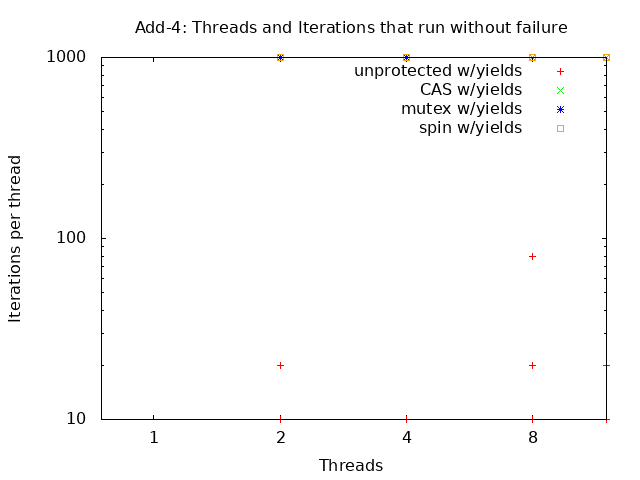 Add-4: Threads and Iterations that run without failure
1000
unprotected w/yields
CAS w/yields
mutex w/yields
spin w/yields
Iterations per thread
100
10
1 2 4 8
Threads